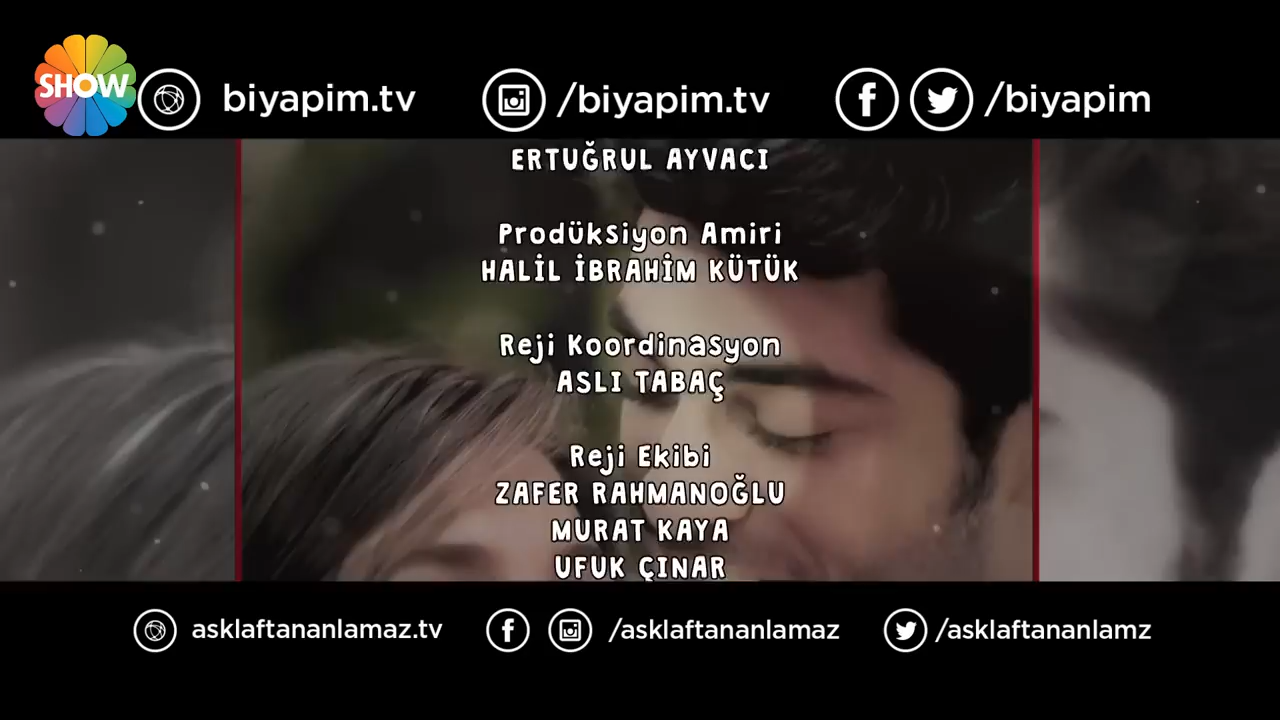 SHOW
biyapim.tv
/biyapim.tv
/biyapim
ERTUĞRUL AYVACI
Prodüksiyon Amiri
HALİL İBRAHİM KÜTÜK
Reji Koordinasyon
ASLI TABAÇ
Reji Ekibi
ZAFER RAHMANOĞLU
MURAT KAYA
UFUK ÇINAR
asklaftananlamaz.tv
/asklaftananlamaz
/asklaftananlamz